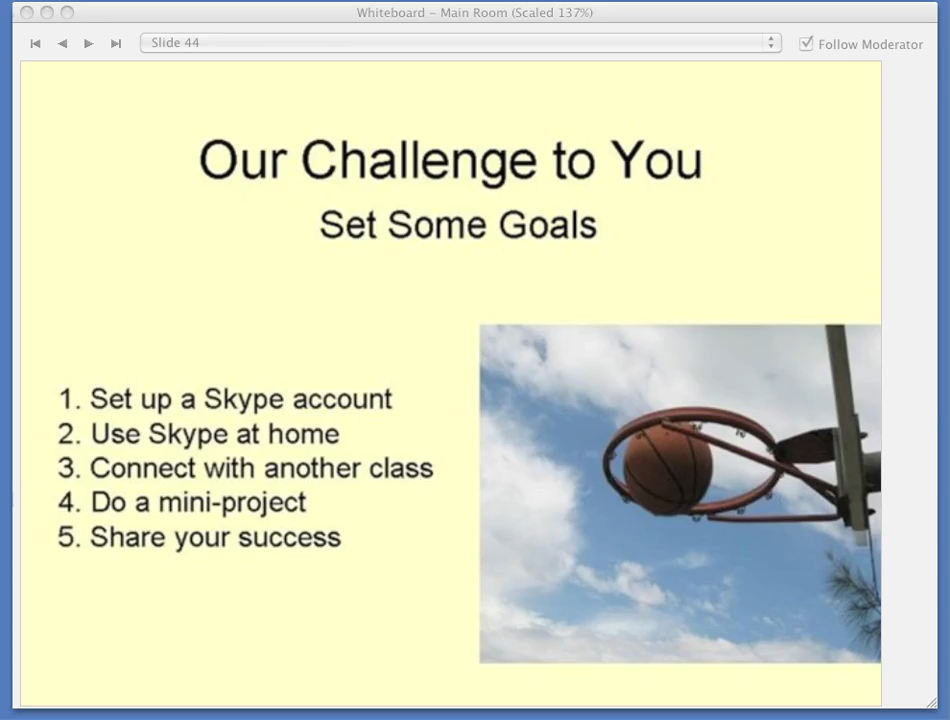 Whiteboard – Main Room (Scaled 137%)
Slide 44
Follow Moderator
Our Challenge to You
Set Some Goals
1. Set up a Skype account
2. Use Skype at home
3. Connect with another class
4. Do a mini-project
5. Share your success